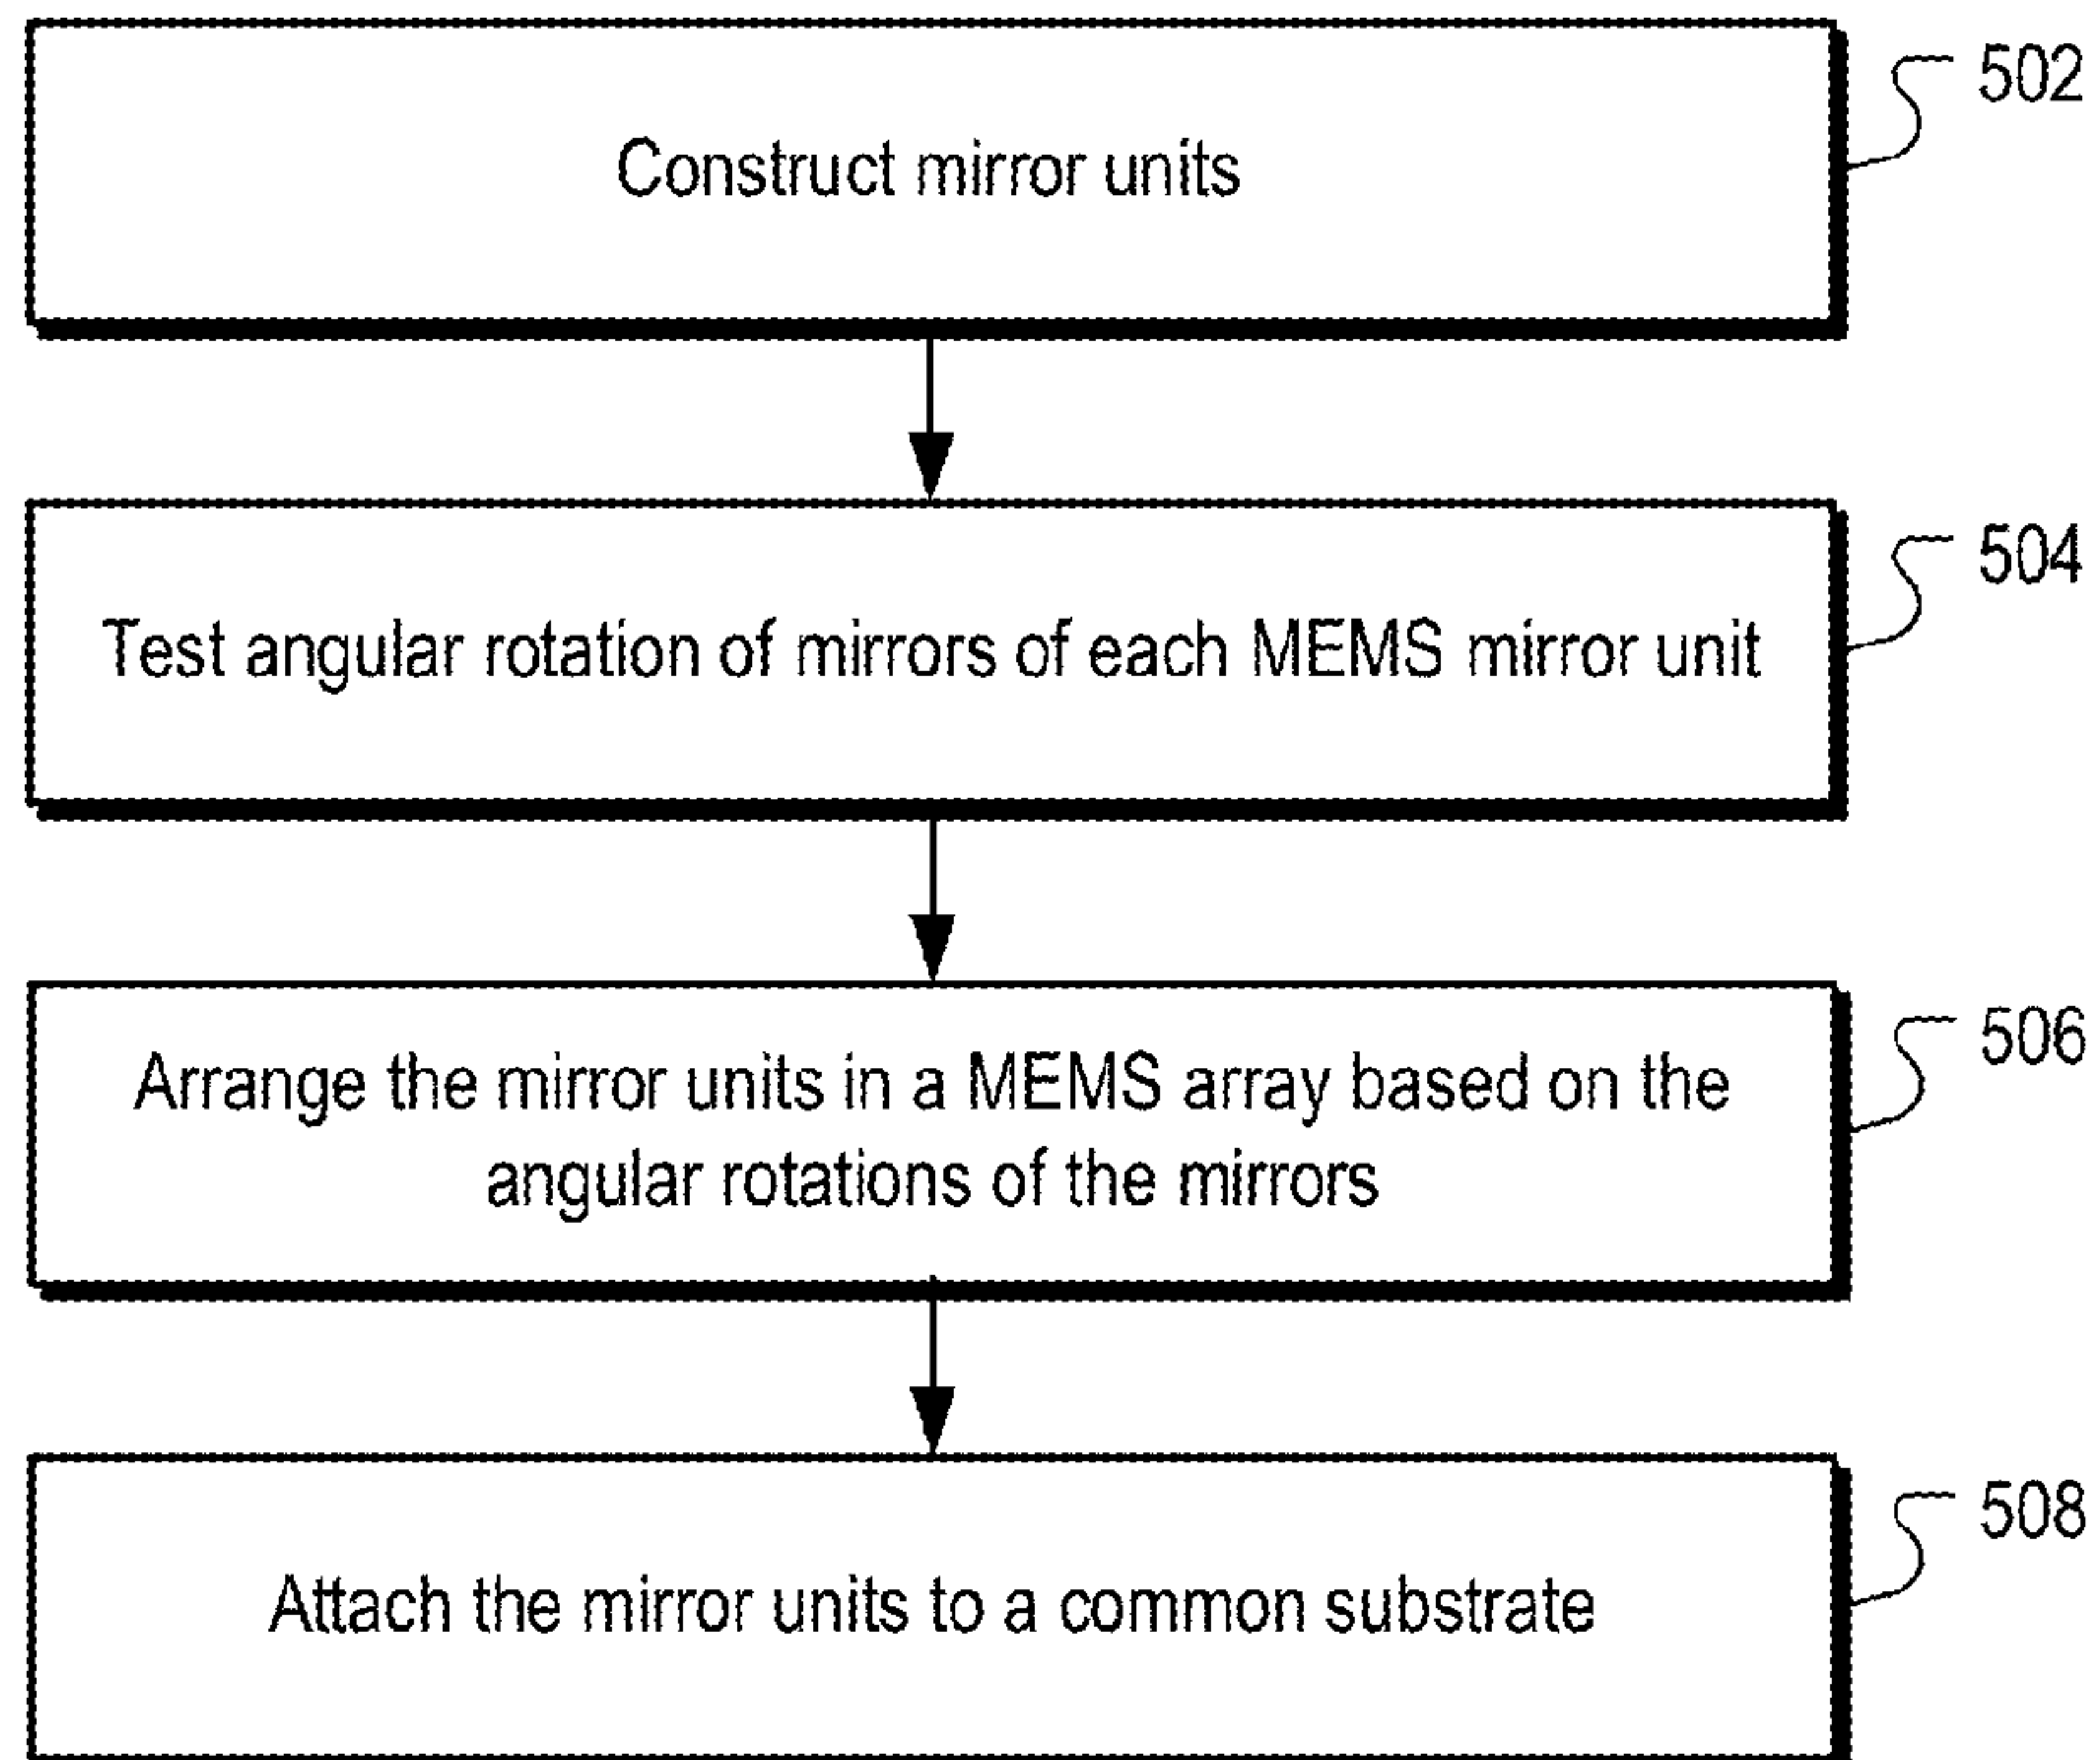 Construct mirror units
502
Test angular rotation of mirrors of each MEMS mirror unit
504
Arrange the mirror units in a MEMS array based on the
angular rotations of the mirrors
506
Attach the mirror units to a common substrate
508